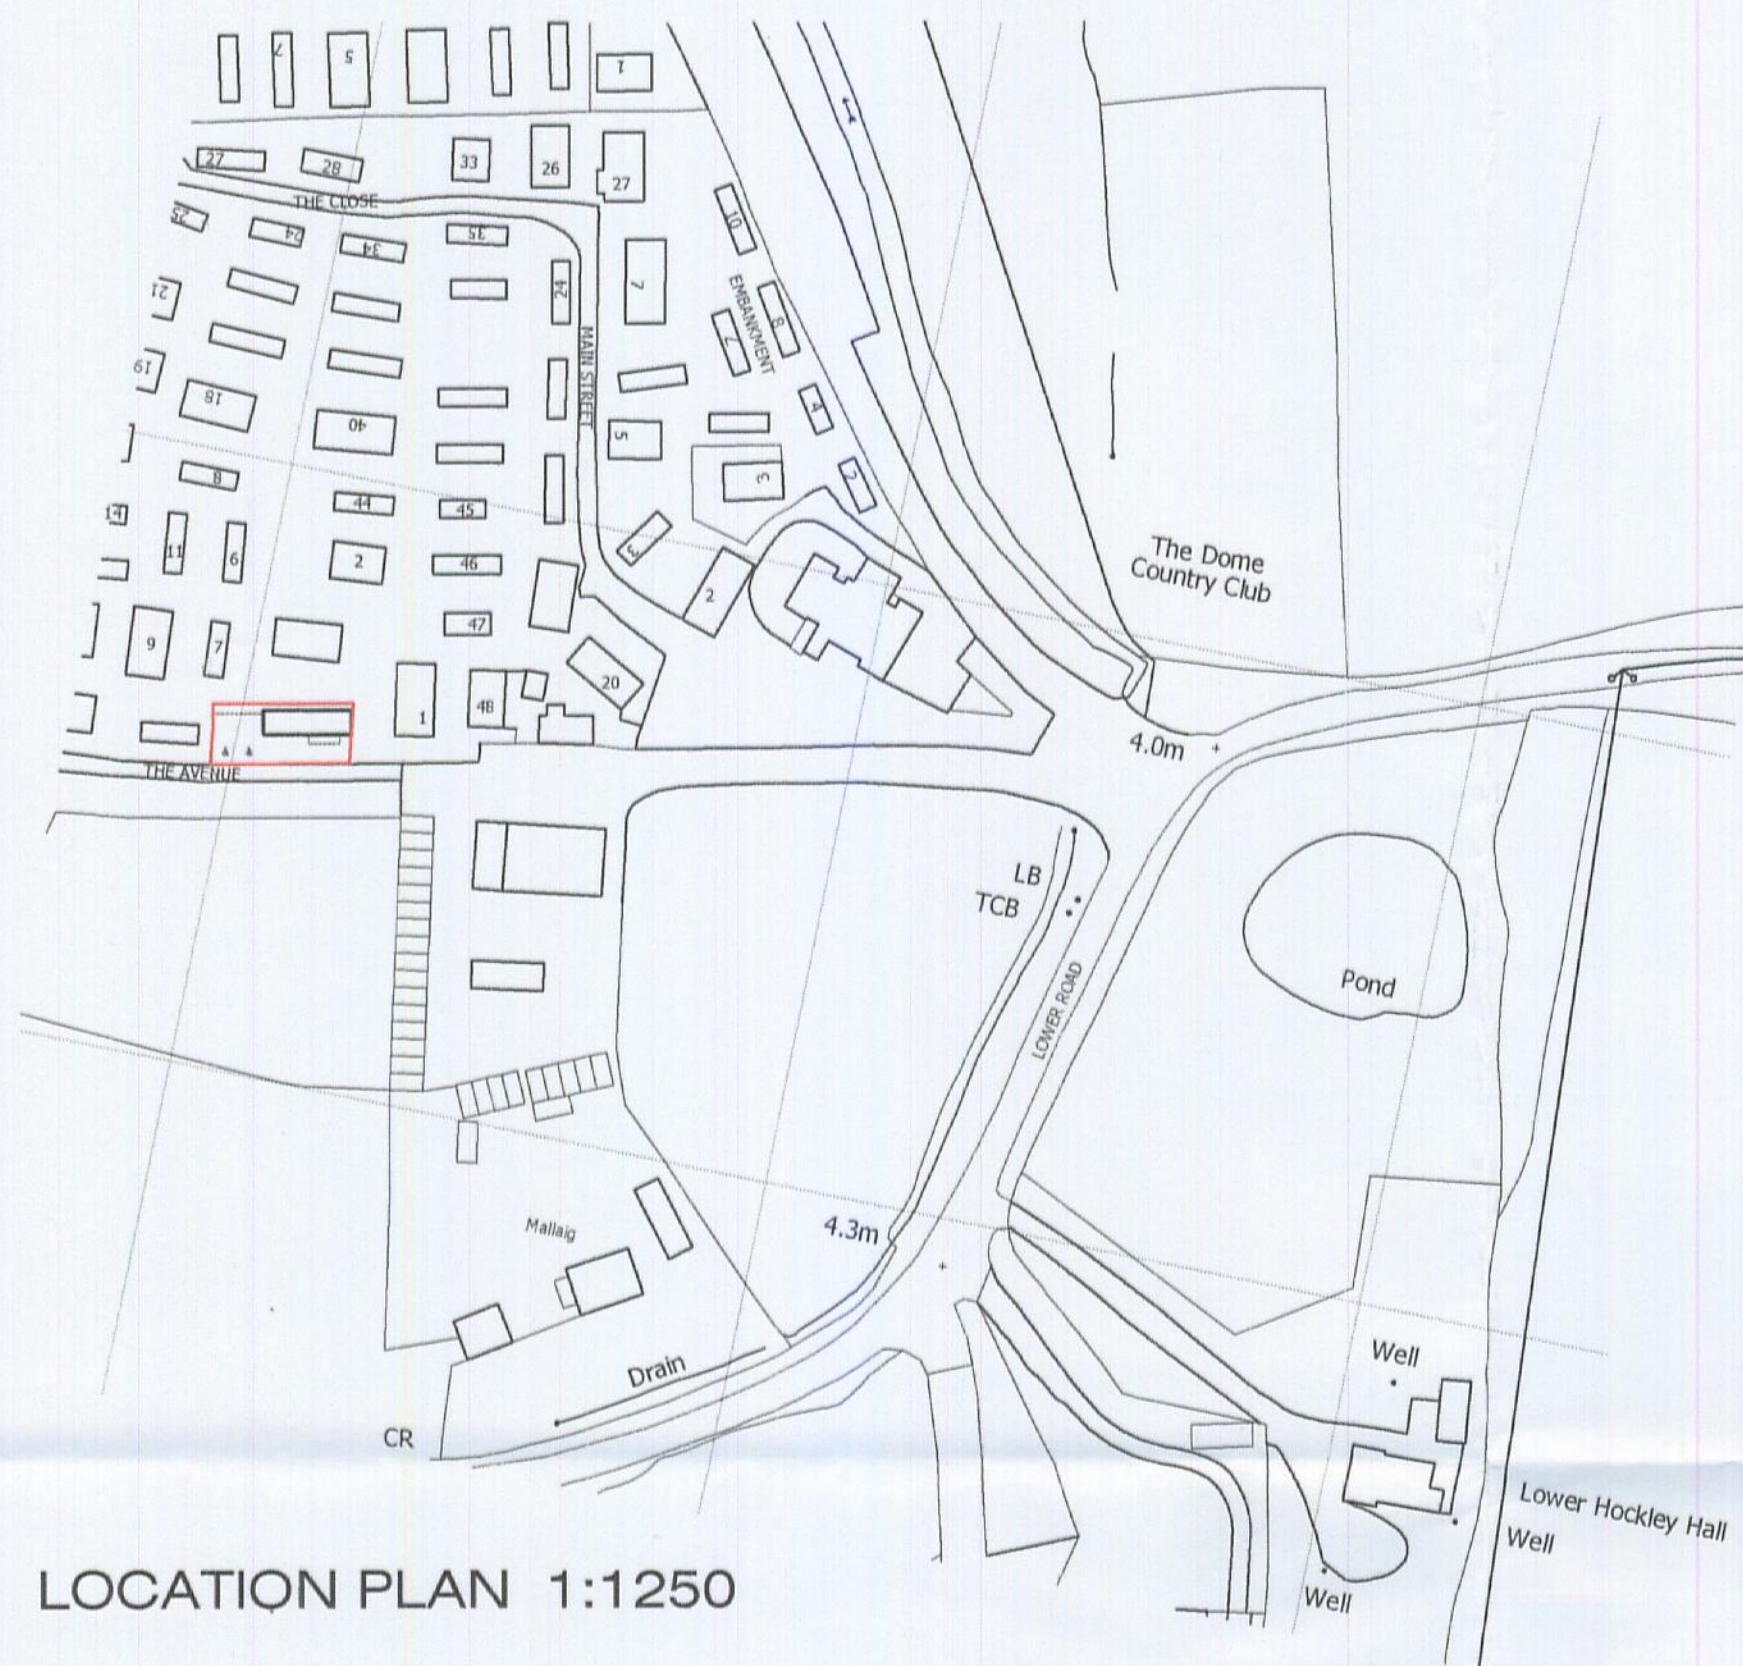 7
5
1
27
28
33
26
27
THE CLOSE
10
25
24
34
35
21
24
7
EMBANKMENT
8
7
MAIN STREET
19
18
40
4
5
3
2
8
44
45
14
11
6
2
46
3
2
The Dome
Country Club
9
7
47
20
1
48
4.0m
THE AVENUE
LB
TCB
LOWER ROAD
Pond
Mallaig
4.3m
Drain
Well
CR
Lower Hockley Hall
Well
Well
LOCATION PLAN 1:1250